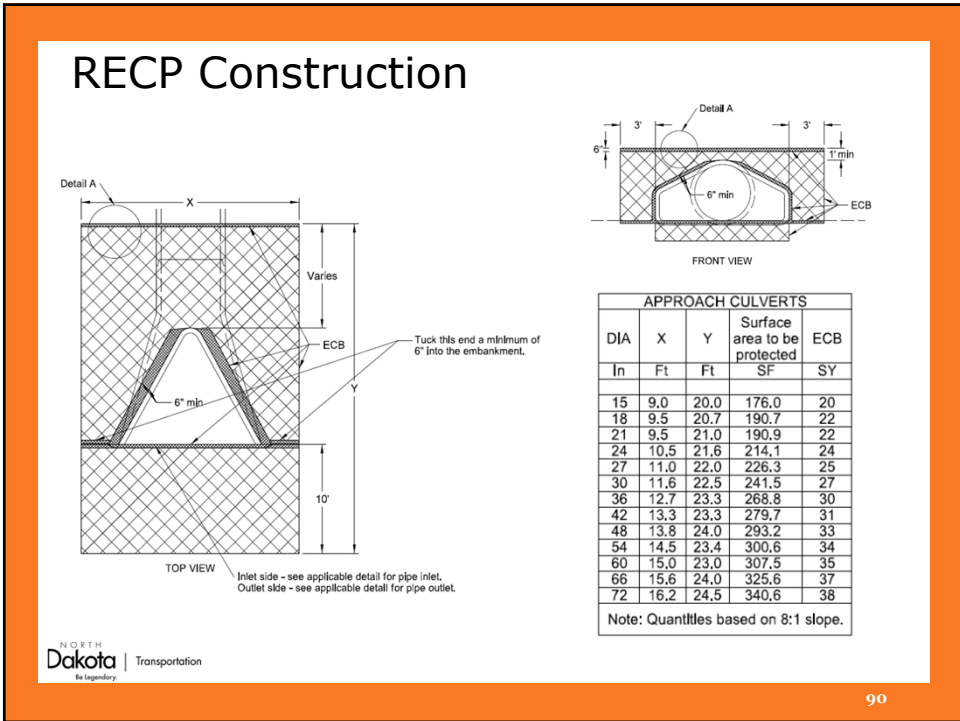 RECP Construction
Detail A
X
Varies
ECB
Tuck this end a minimum of
6" into the embankment.
Y
6" min
10'
TOP VIEW
Inlet side - see applicable detail for pipe inlet.
Outlet side - see applicable detail for pipe outlet.
Detail A
3'
3'
6"
1' min
6" min
ECB
FRONT VIEW
APPROACH CULVERTS
DIA X Y Surface area to be protected ECB
In Ft Ft SF SY
15 9.0 20.0 176.0 20
18 9.5 20.7 190.7 22
21 9.5 21.0 190.9 22
24 10.5 21.6 214.1 24
27 11.0 22.0 226.3 25
30 11.6 22.5 241.5 27
36 12.7 23.3 268.8 30
42 13.3 23.3 279.7 31
48 13.8 24.0 293.2 33
54 14.5 23.4 300.6 34
60 15.0 23.0 307.5 35
66 15.6 24.0 325.6 37
72 16.2 24.5 340.6 38
Note: Quantities based on 8:1 slope.
NORTH
Dakota | Transportation
Be Legendary.
90